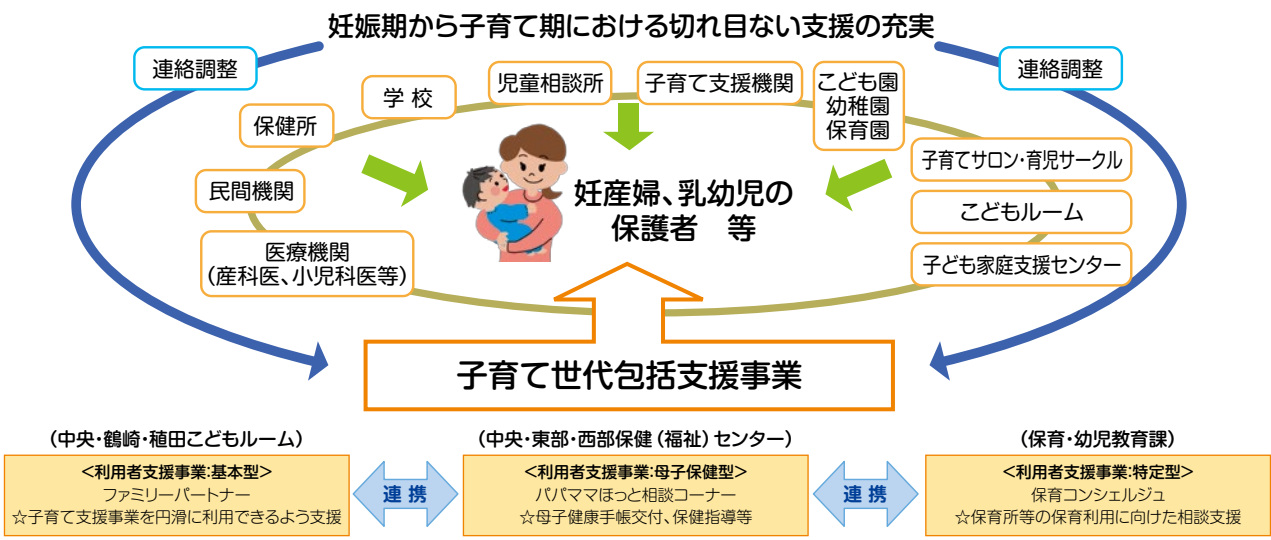 妊娠期から子育て期における切れ目ない支援の充実
連絡調整
連絡調整
児童相談所
子育て支援機関
こども園
幼稚園
保育園
学校
保健所
子育てサロン・育児サークル
民間機関
妊産婦、乳幼児の
保護者 等
こどもルーム
医療機関
(産科医、小児科医等)
子ども家庭支援センター
子育て世代包括支援事業
(中央・鶴崎・稙田こどもルーム)
<利用者支援事業:基本型>
ファミリーパートナー
☆子育て支援事業を円滑に利用できるよう支援
連携
(中央・東部・西部保健(福祉)センター)
<利用者支援事業:母子保健型>
パパママほっと相談コーナー
☆母子健康手帳交付、保健指導等
連携
(保育・幼児教育課)
<利用者支援事業:特定型>
保育コンシェルジュ
☆保育所等の保育利用に向けた相談支援